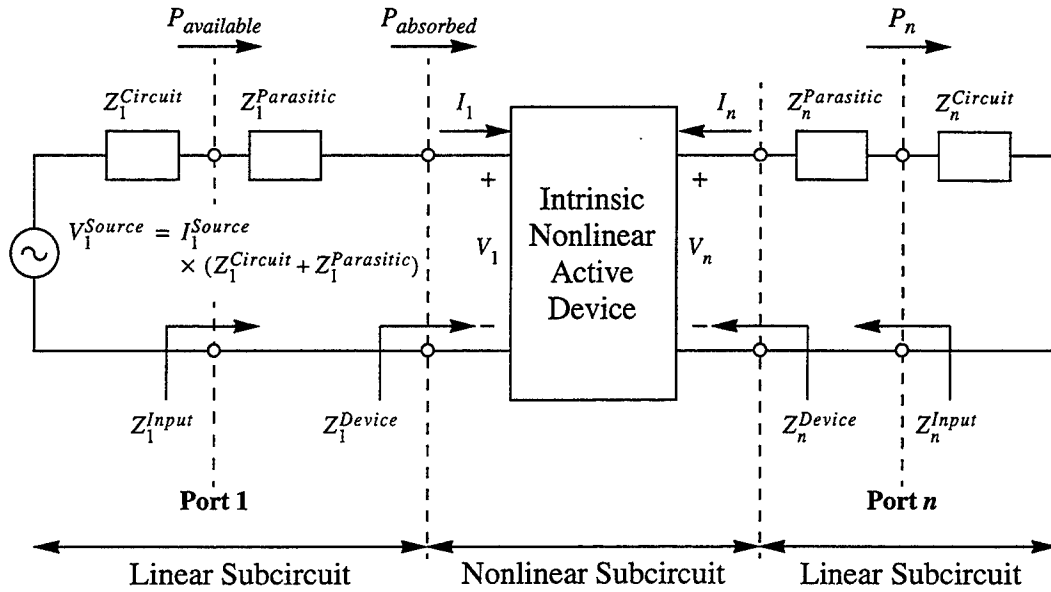 P_available P_absorbed P_n
Z_1^Circuit Z_1^Parasitic I_1 I_n Z_n^Parasitic Z_n^Circuit
+ +
V_1^Source = I_1^Source
× (Z_1^Circuit + Z_1^Parasitic)
V_1
Intrinsic
Nonlinear
Active
Device
V_n
− −
Z_1^Input Z_1^Device Z_n^Device Z_n^Input
Port 1 Port n
Linear Subcircuit Nonlinear Subcircuit Linear Subcircuit